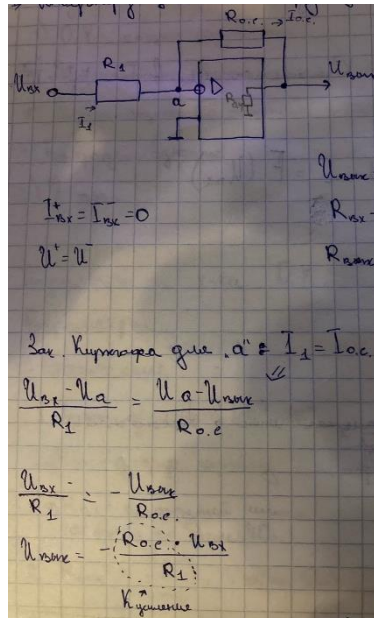 Rо.с. → Iо.с.
R₁
Uвх
Uвых
a
I₁
Uвых
I⁺вх = I⁻вх = 0
Rвх
U⁺ = U⁻
Rвых
Зак. Кирхгофа для "a": I₁ = Iо.с.
(Uвх - Ua)/R₁ = (Ua - Uвых)/Rо.с
Uвх/R₁ = - Uвых/Rо.с.
Uвых = - (Rо.с. · Uвх)/R₁
K усиления